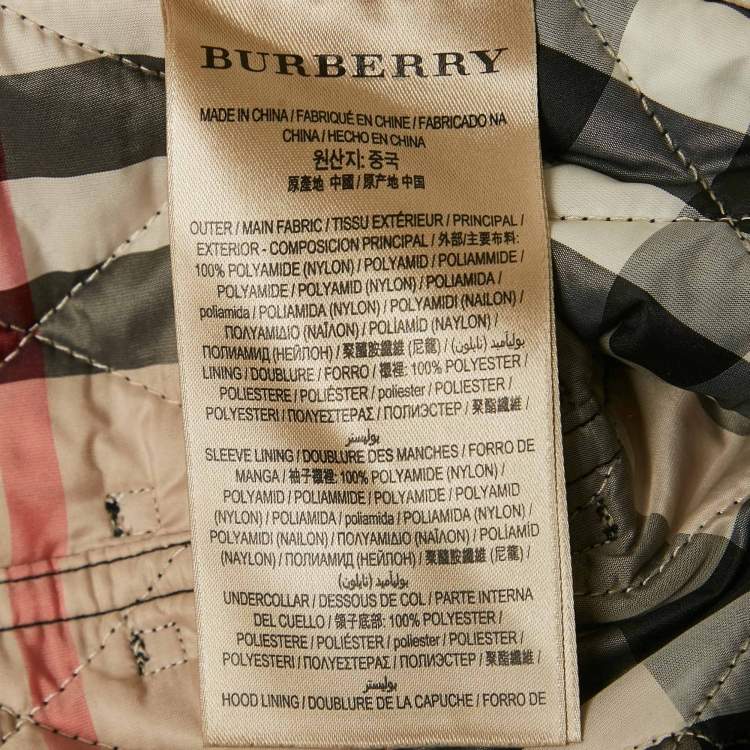 BURBERRY
MADE IN CHINA / FABRIQUÉ EN CHINE / FABRICADO NA
CHINA / HECHO EN CHINA
원산지: 중국
原產地 中國 / 原产地 中国
OUTER / MAIN FABRIC / TISSU EXTÉRIEUR / PRINCIPAL /
EXTERIOR - COMPOSICION PRINCIPAL / 外部/主要布料:
100% POLYAMIDE (NYLON) / POLYAMID / POLIAMMIDE /
POLYAMIDE / POLYAMID (NYLON) / POLIAMIDA /
poliamida / POLIAMIDA (NYLON) / POLYAMIDI (NAILON) /
ΠΟΛΥΑΜΙΔΙΟ (ΝΑΪΛΟΝ) / POLÍAMÍD (NAYLON) /
ПОЛИАМИД (НЕЙЛОН) / 聚醯胺纖維 (尼龍) / بوليأميد (نايلون) /
LINING / DOUBLURE / FORRO / 襯裡: 100% POLYESTER /
POLIESTERE / POLIÉSTER / poliester / POLIESTER /
POLYESTERI / ΠΟΛΥΕΣΤΕΡΑΣ / ПОЛИЭСТЕР / 聚酯纖維 /
بوليستر
SLEEVE LINING / DOUBLURE DES MANCHES / FORRO DE
MANGA / 袖子襯裡: 100% POLYAMIDE (NYLON) /
POLYAMID / POLIAMMIDE / POLYAMIDE / POLYAMID
(NYLON) / POLIAMIDA / poliamida / POLIAMIDA (NYLON) /
POLYAMIDI (NAILON) / ΠΟΛΥΑΜΙΔΙΟ (ΝΑΪΛΟΝ) / POLÍAMÍD
(NAYLON) / ПОЛИАМИД (НЕЙЛОН) / 聚醯胺纖維 (尼龍) /
بوليأميد (نايلون) /
UNDERCOLLAR / DESSOUS DE COL / PARTE INTERNA
DEL CUELLO / 領子底部: 100% POLYESTER /
POLIESTERE / POLIÉSTER / poliester / POLIESTER /
POLYESTERI / ΠΟΛΥΕΣΤΕΡΑΣ / ПОЛИЭСТЕР / 聚酯纖維 /
بوليستر
HOOD LINING / DOUBLURE DE LA CAPUCHE / FORRO DE